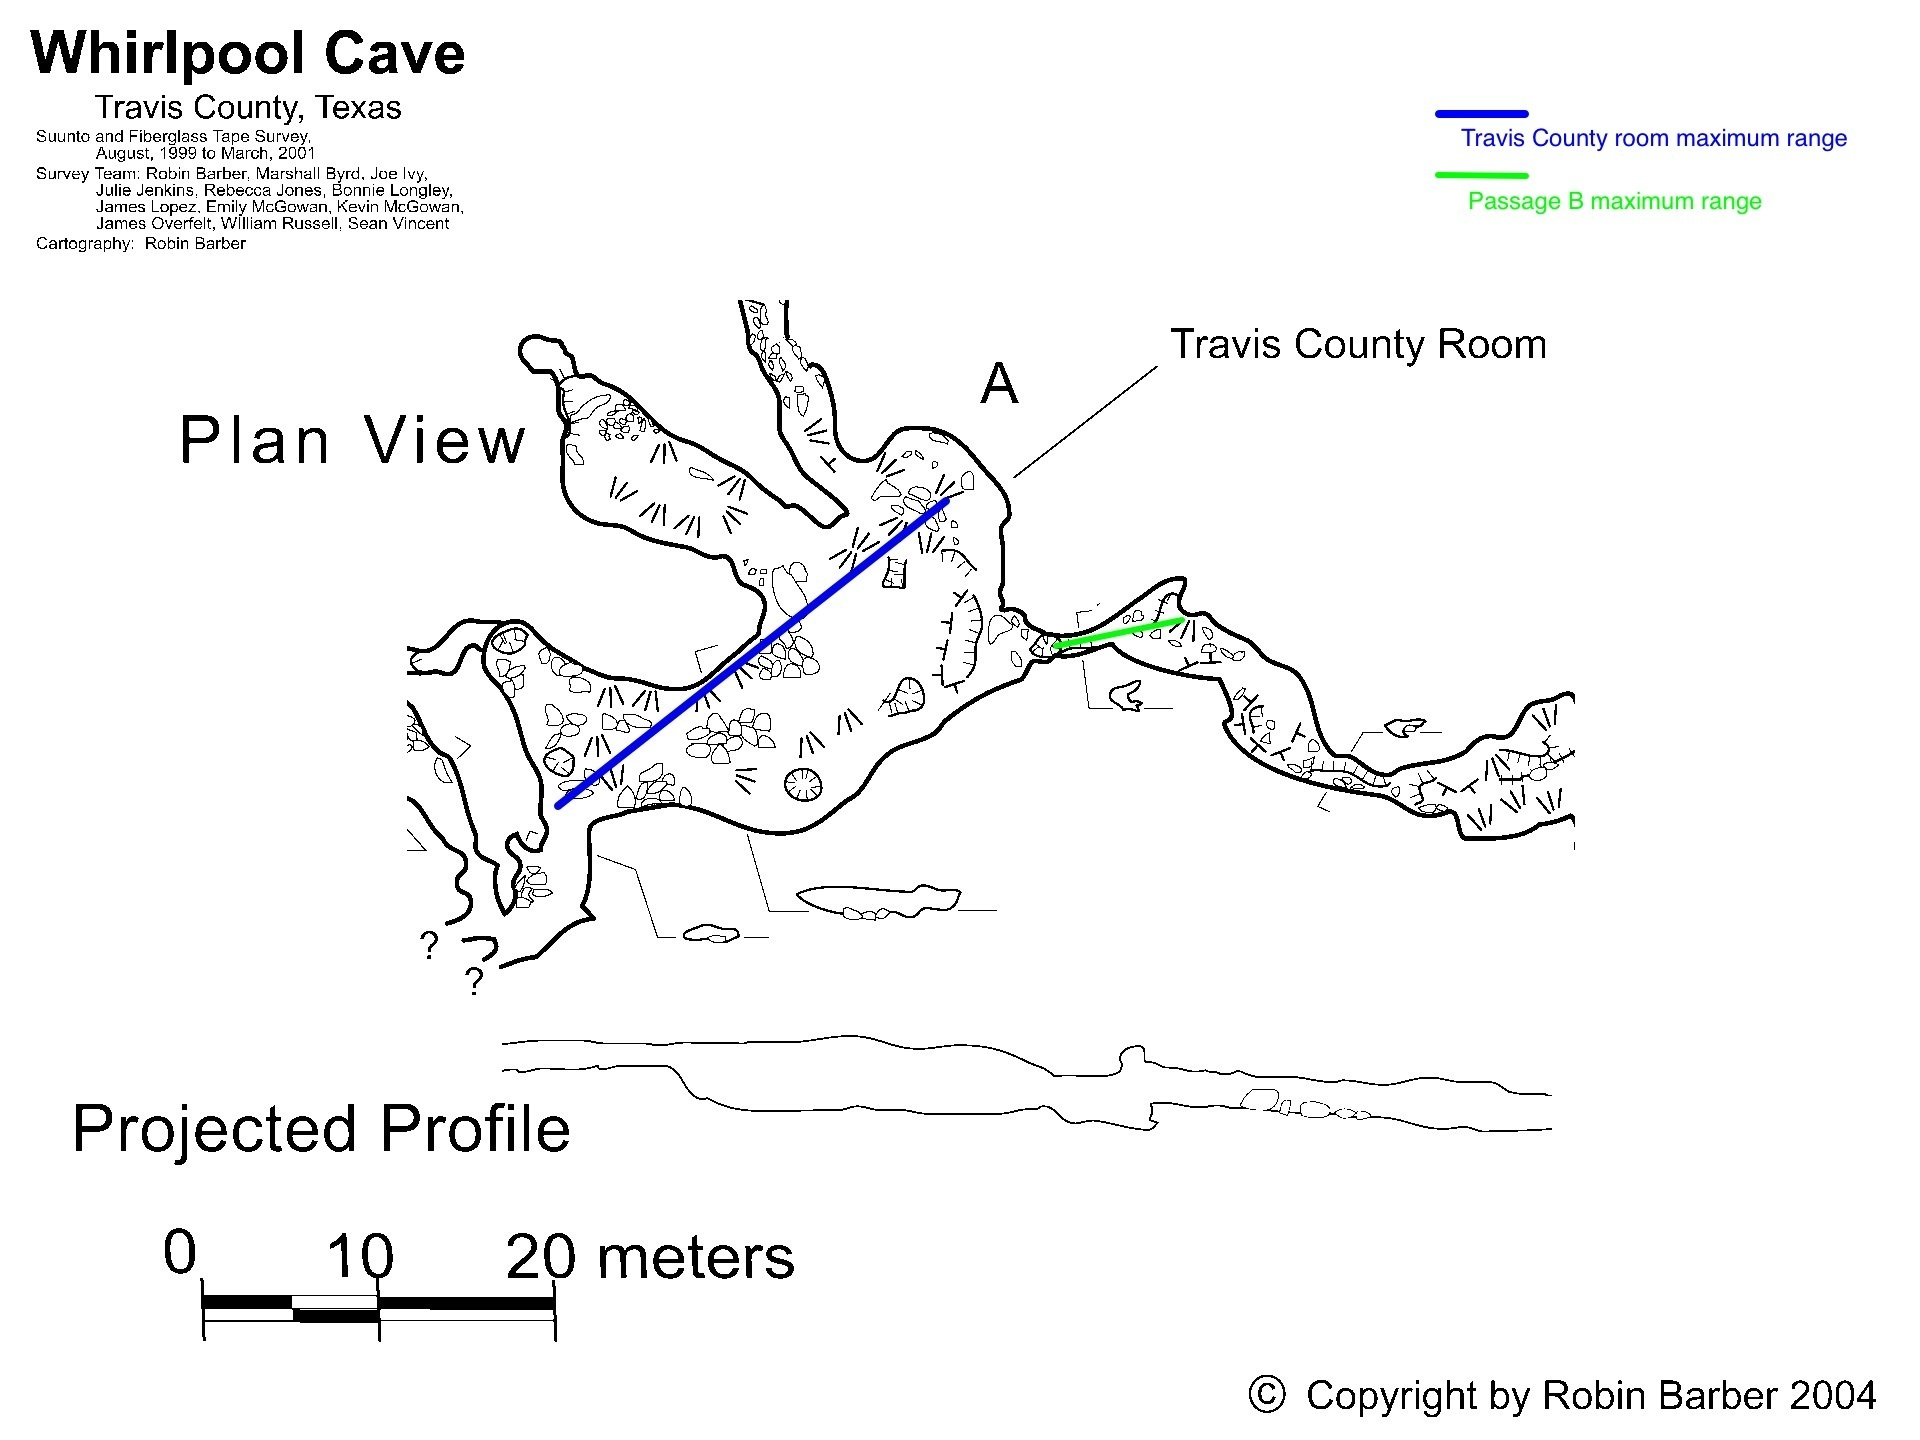 Whirlpool Cave
Travis County, Texas
Suunto and Fiberglass Tape Survey,
August, 1999 to March, 2001
Survey Team: Robin Barber, Marshall Byrd, Joe Ivy,
Julie Jenkins, Rebecca Jones, Bonnie Longley,
James Lopez, Emily McGowan, Kevin McGowan,
James Overfelt, William Russell, Sean Vincent
Cartography: Robin Barber
Travis County room maximum range
Passage B maximum range
Travis County Room
A
Plan View
?
?
Projected Profile
0 10 20 meters
© Copyright by Robin Barber 2004